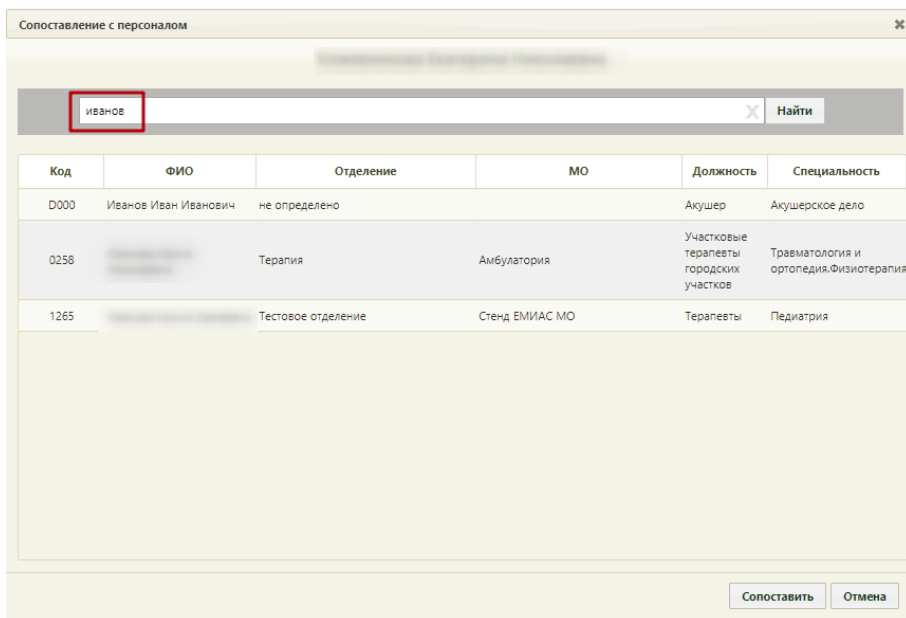 Сопоставление с персоналом
иванов
Найти
Код ФИО Отделение МО Должность Специальность
D000 Иванов Иван Иванович не определено Акушер Акушерское дело
0258 Терапия Амбулатория Участковые терапевты городских участков Травматология и ортопедия.Физиотерапия
1265 Тестовое отделение Стенд ЕМИАС МО Терапевты Педиатрия
Сопоставить Отмена